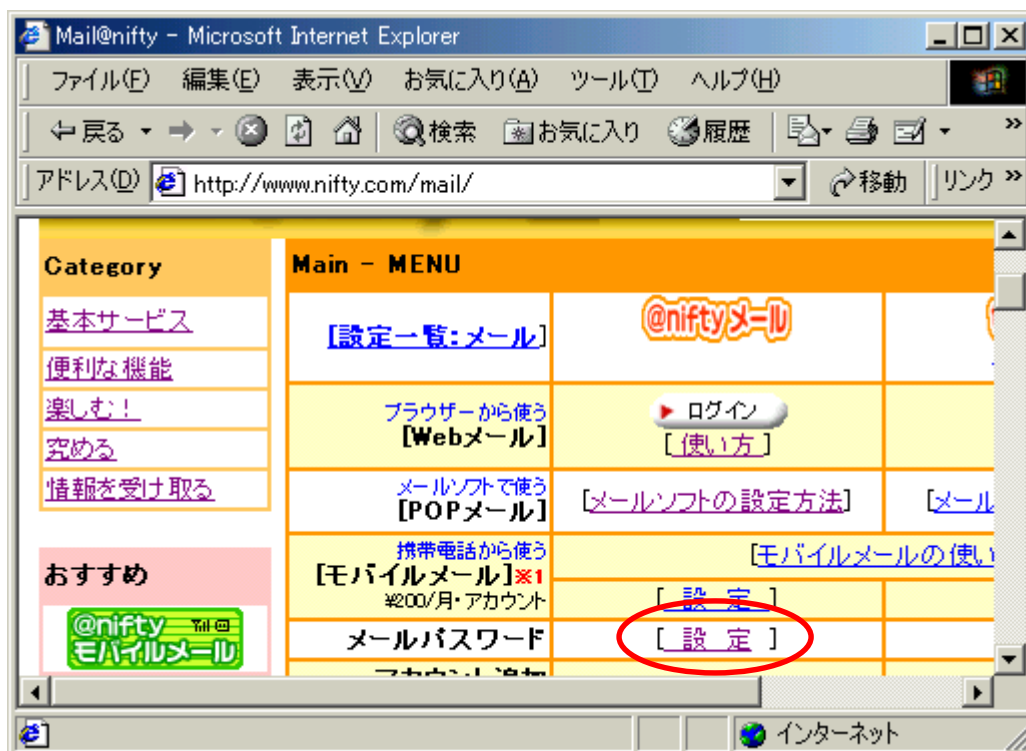 Mail@nifty - Microsoft Internet Explorer
ファイル(F) 編集(E) 表示(V) お気に入り(A) ツール(T) ヘルプ(H)
戻る 検索 お気に入り 履歴 »
アドレス(D) http://www.nifty.com/mail/ 移動 リンク »
Category
基本サービス
便利な機能
楽しむ！
究める
情報を受け取る
おすすめ
@nifty
モバイルメール
Main - MENU
[設定一覧:メール]
@niftyメール
ブラウザーから使う
[Webメール]
ログイン
[使い方]
メールソフトで使う
[POPメール]
[メールソフトの設定方法]
[メール
携帯電話から使う
[モバイルメール]※1
¥200/月・アカウント
[モバイルメールの使い
[ 設 定 ]
メールパスワード
[ 設 定 ]
アカウント追加
インターネット